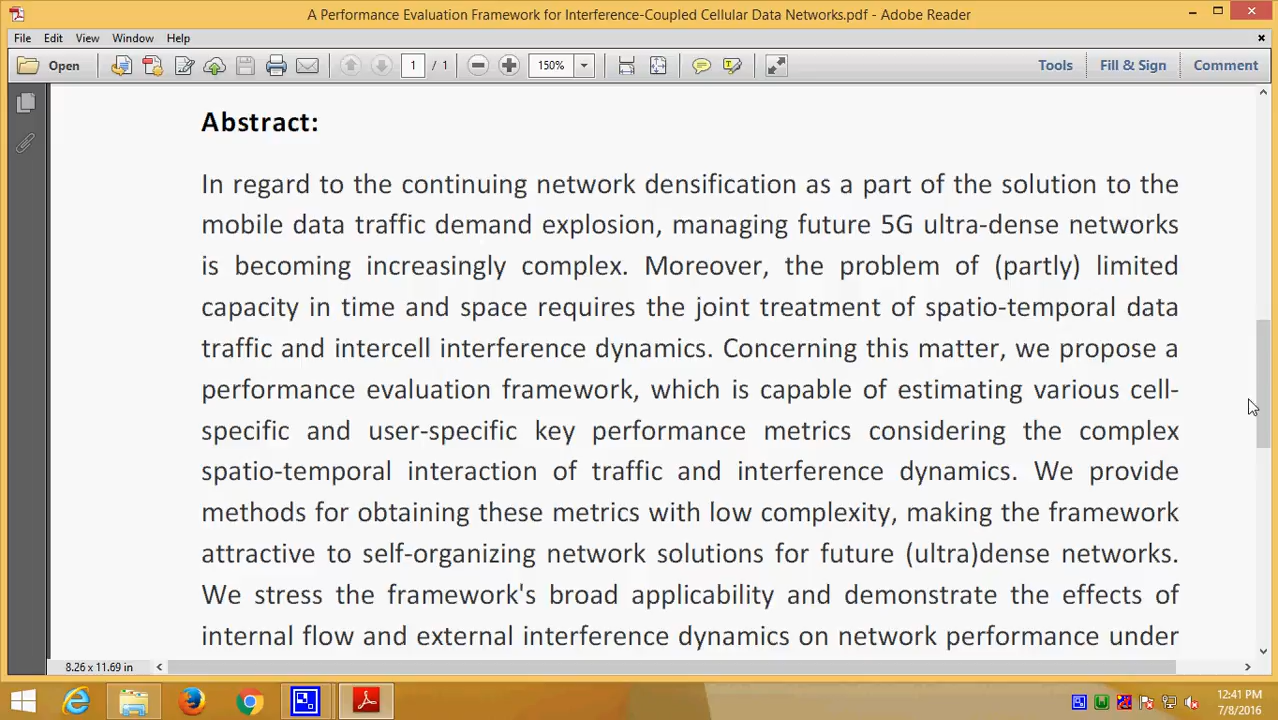 A Performance Evaluation Framework for Interference-Coupled Cellular Data Networks.pdf - Adobe Reader
File Edit View Window Help
Open 1 / 1 150% Tools Fill & Sign Comment
Abstract:
In regard to the continuing network densification as a part of the solution to the
mobile data traffic demand explosion, managing future 5G ultra-dense networks
is becoming increasingly complex. Moreover, the problem of (partly) limited
capacity in time and space requires the joint treatment of spatio-temporal data
traffic and intercell interference dynamics. Concerning this matter, we propose a
performance evaluation framework, which is capable of estimating various cell-
specific and user-specific key performance metrics considering the complex
spatio-temporal interaction of traffic and interference dynamics. We provide
methods for obtaining these metrics with low complexity, making the framework
attractive to self-organizing network solutions for future (ultra)dense networks.
We stress the framework's broad applicability and demonstrate the effects of
internal flow and external interference dynamics on network performance under
8.26 x 11.69 in
12:41 PM
7/8/2016